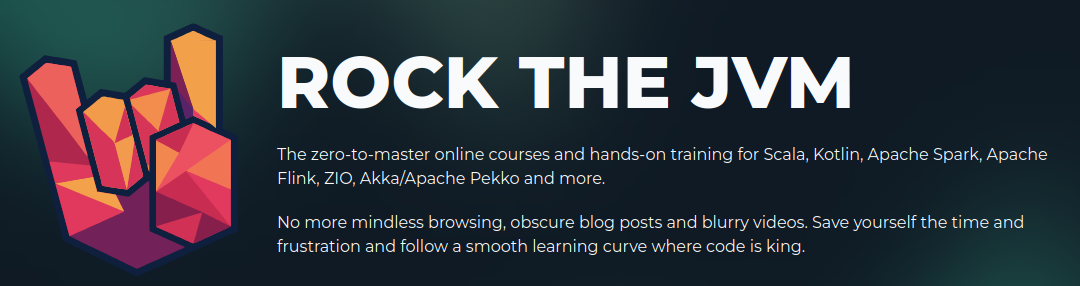 ROCK THE JVM
The zero-to-master online courses and hands-on training for Scala, Kotlin, Apache Spark, Apache
Flink, ZIO, Akka/Apache Pekko and more.
No more mindless browsing, obscure blog posts and blurry videos. Save yourself the time and
frustration and follow a smooth learning curve where code is king.